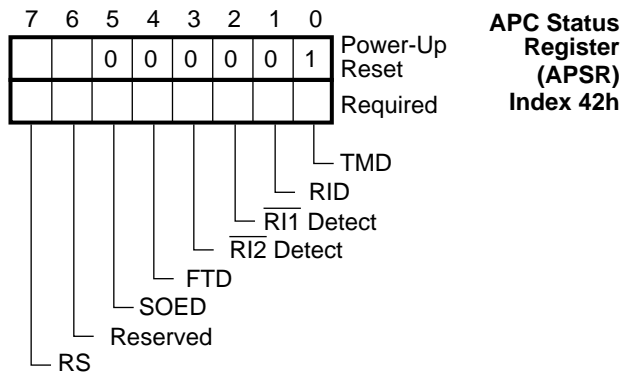 7 6 5 4 3 2 1 0
APC Status
Register
(APSR)
Index 42h
0 0 0 0 0 1
Power-Up
Reset
Required
TMD
RID
RI1 Detect
RI2 Detect
FTD
SOED
Reserved
RS